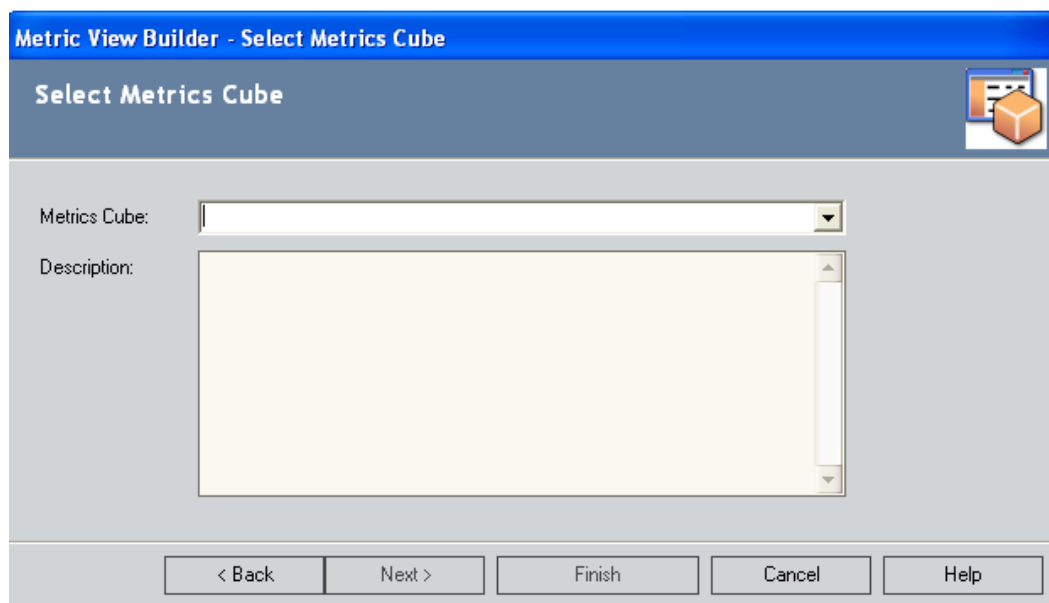 Metric View Builder - Select Metrics Cube
Select Metrics Cube
Metrics Cube:
Description:
< Back Next > Finish Cancel Help